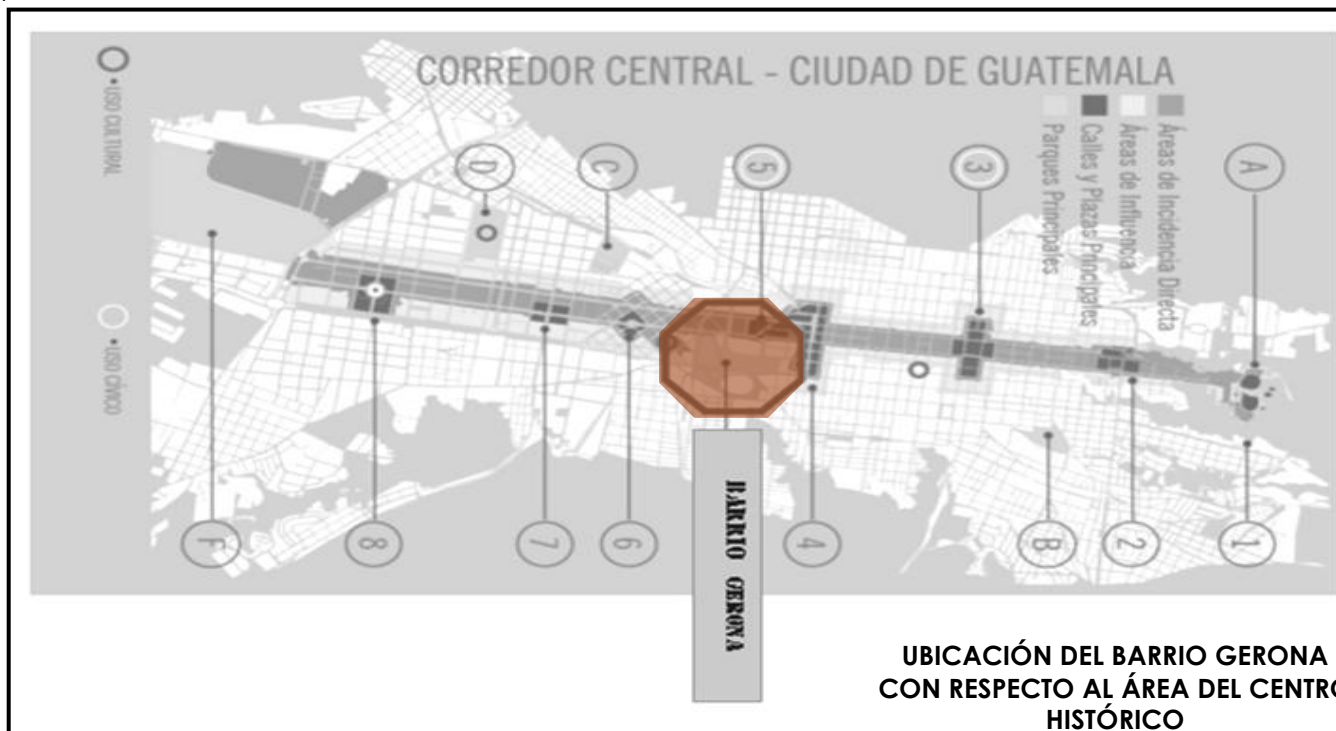 CORREDOR CENTRAL - CIUDAD DE GUATEMALA
• USO CULTURAL
• USO CÍVICO
Áreas de Incidencia Directa
Áreas de Influencia
Calles y Plazas Principales
Parques Principales
D
C
5
3
A
F
8
7
6
4
B
2
1
BARRIO GERONA
UBICACIÓN DEL BARRIO GERONA
CON RESPECTO AL ÁREA DEL CENTRO
HISTÓRICO